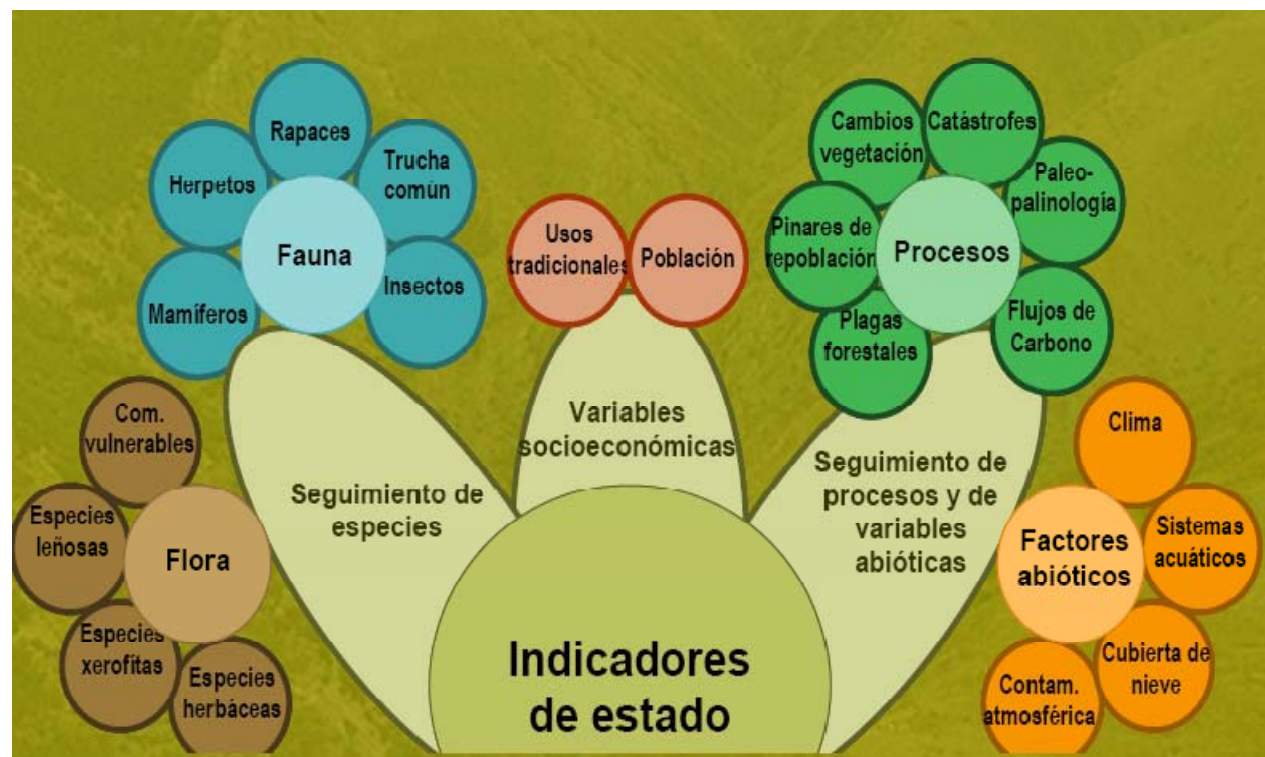 Rapaces
Herpetos
Trucha
común
Fauna
Mamíferos
Insectos
Usos
tradicionales
Población
Cambios
vegetación
Catástrofes
Paleo-
palinología
Pinares de
repoblación
Procesos
Plagas
forestales
Flujos de
Carbono
Com.
vulnerables
Especies
leñosas
Flora
Especies
xerofítas
Especies
herbáceas
Seguimiento de
especies
Variables
socioeconómicas
Seguimiento de
procesos y de
variables
abióticas
Clima
Factores
abióticos
Sistemas
acuáticos
Cubierta de
nieve
Contam.
atmosférica
Indicadores
de estado